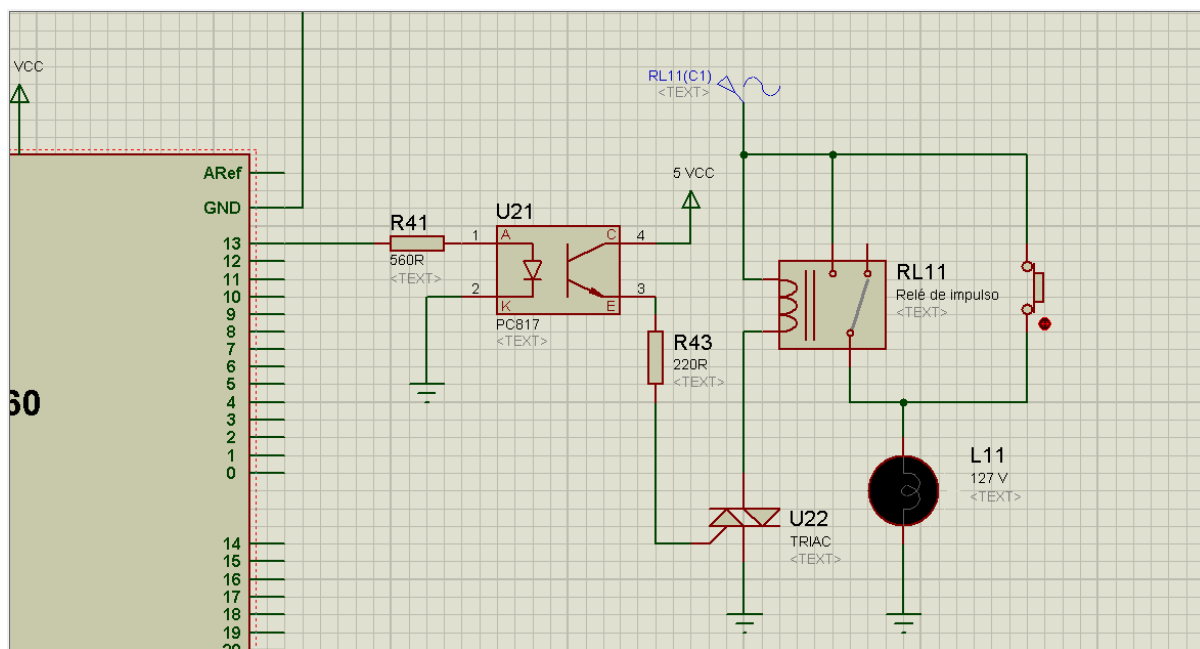 VCC
RL11(C1)
<TEXT>
ARef
GND
13
12
11
10
9
8
7
6
5
4
3
2
1
0
14
15
16
17
18
19
60
R41
560R
<TEXT>
U21
1
2
A
K
C
E
4
3
PC817
<TEXT>
5 VCC
R43
220R
<TEXT>
RL11
Relé de impulso
<TEXT>
U22
TRIAC
<TEXT>
L11
127 V
<TEXT>